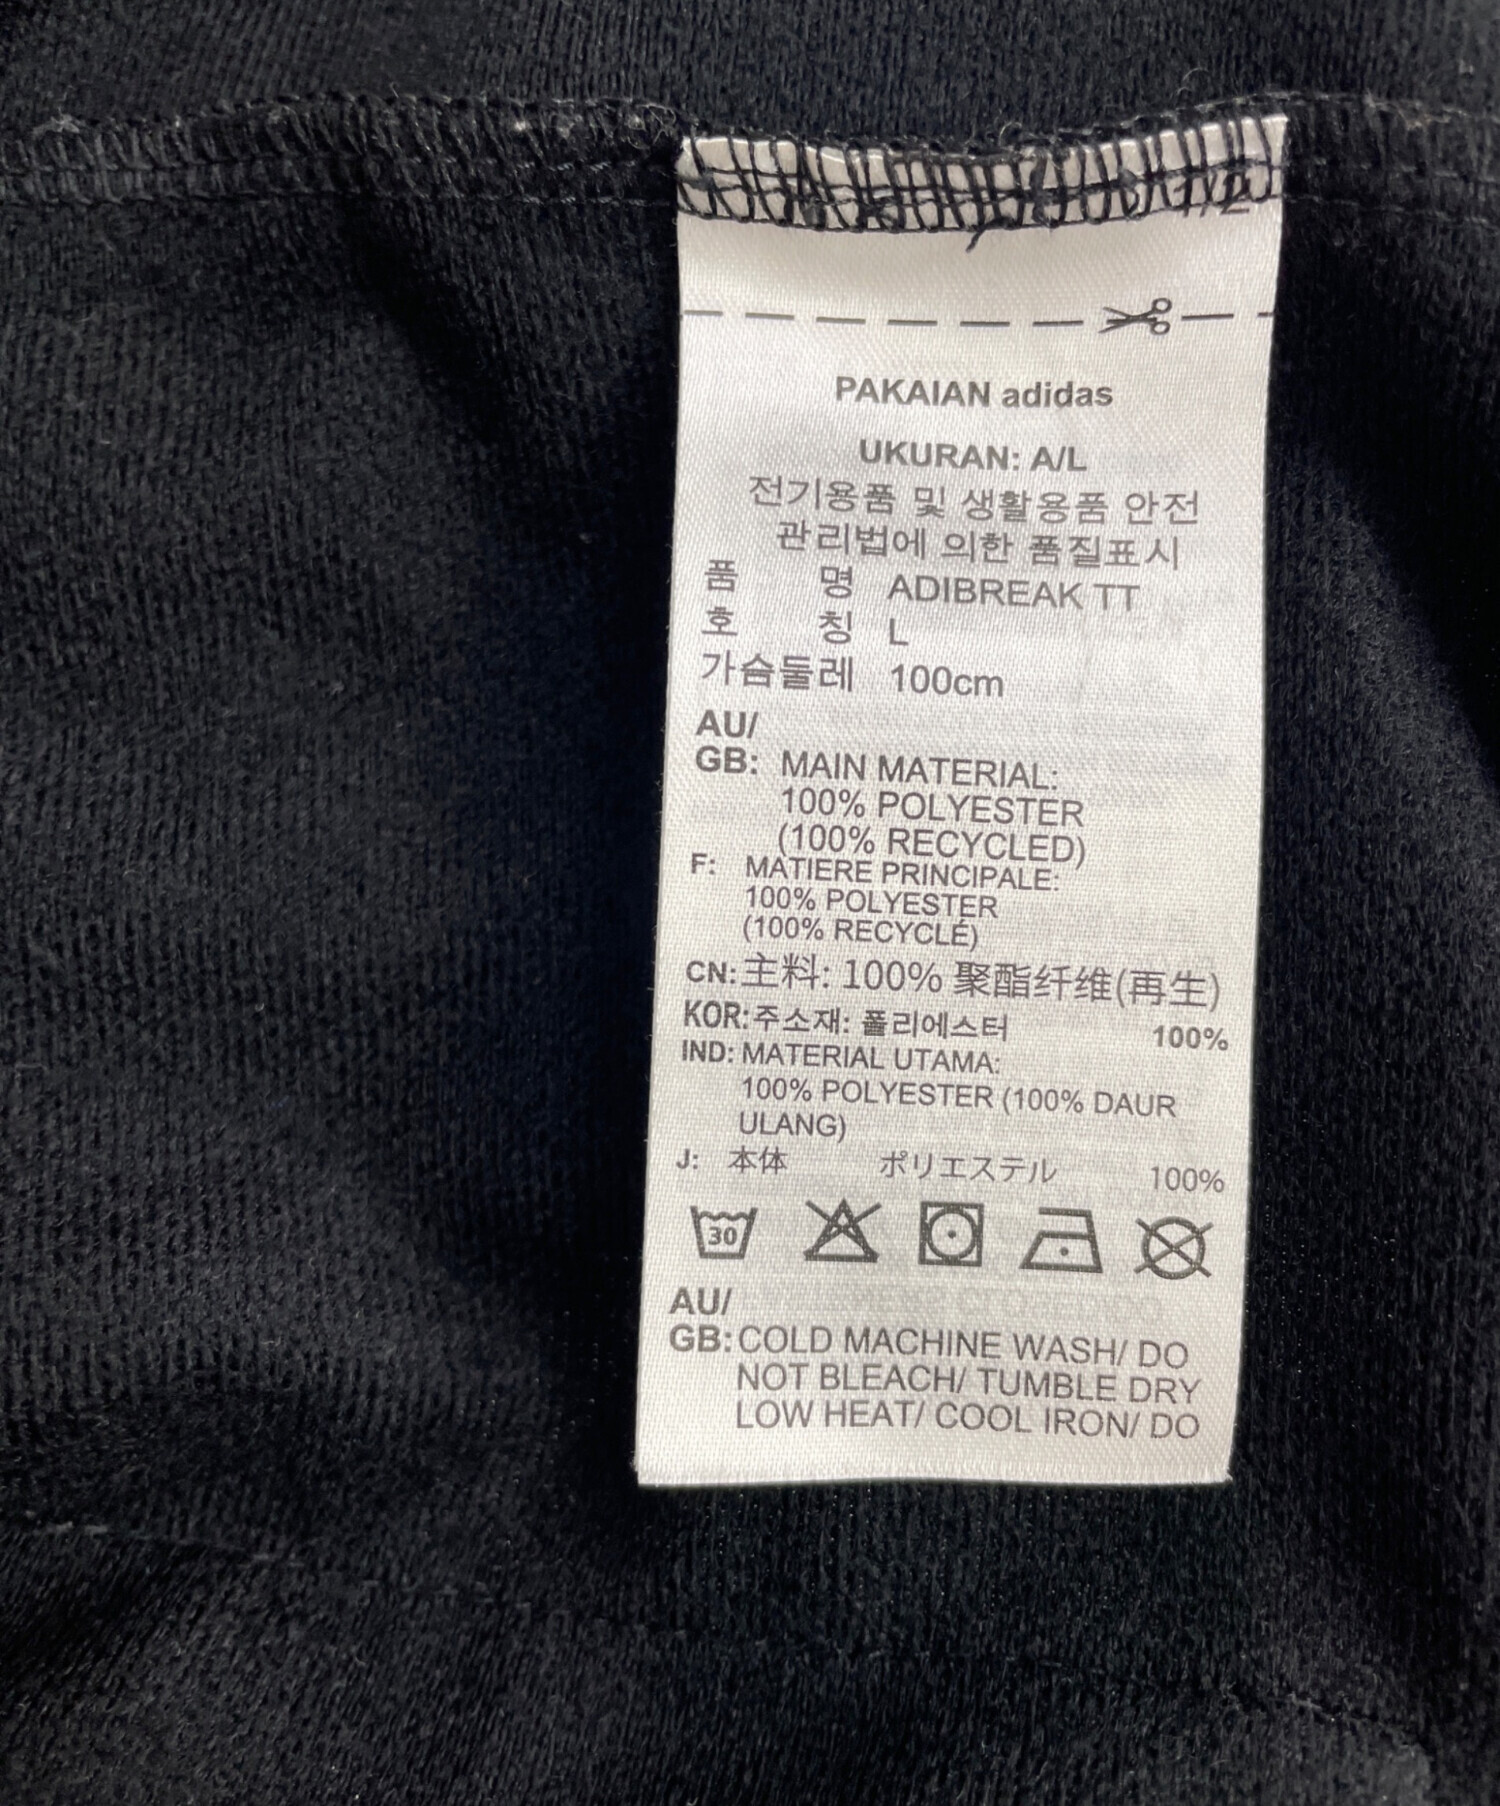 PAKAIAN adidas
UKURAN: A/L
전기용품 및 생활용품 안전
관리법에 의한 품질표시
품 명 ADIBREAK TT
호 칭 L
가슴둘레 100cm
AU/
GB: MAIN MATERIAL:
100% POLYESTER
(100% RECYCLED)
F: MATIERE PRINCIPALE:
100% POLYESTER
(100% RECYCLÉ)
CN: 主料: 100% 聚酯纤维(再生)
KOR: 주소재: 폴리에스터 100%
IND: MATERIAL UTAMA:
100% POLYESTER (100% DAUR
ULANG)
J: 本体 ポリエステル 100%
30
AU/
GB: COLD MACHINE WASH/ DO
NOT BLEACH/ TUMBLE DRY
LOW HEAT/ COOL IRON/ DO